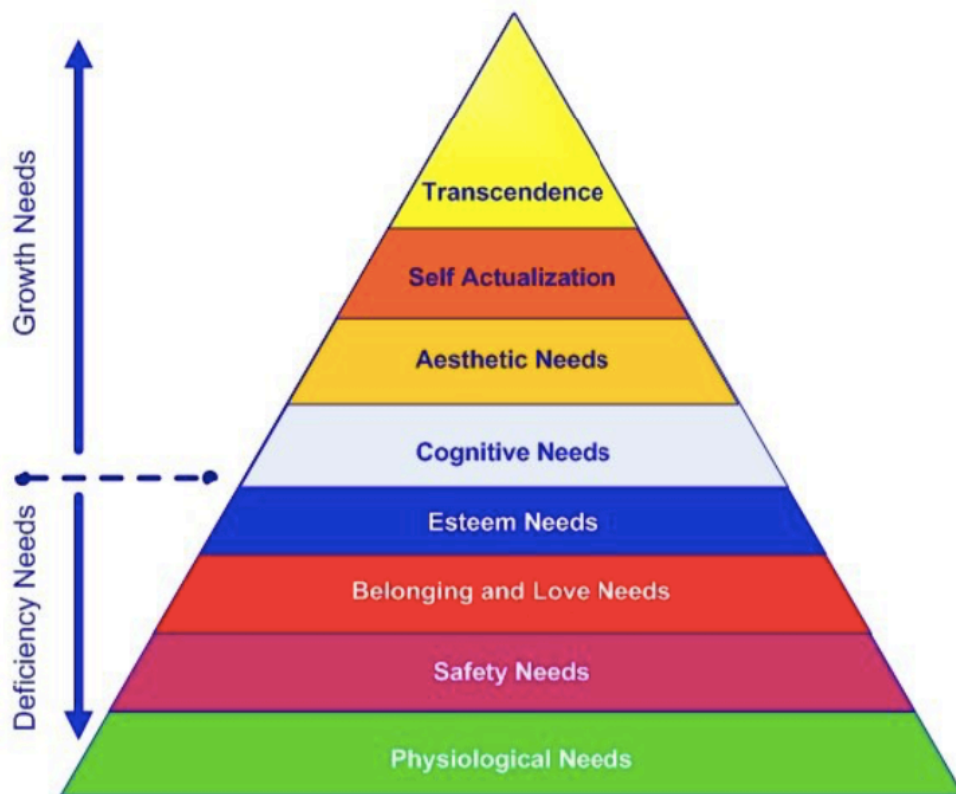 Growth Needs
Deficiency Needs
Transcendence
Self Actualization
Aesthetic Needs
Cognitive Needs
Esteem Needs
Belonging and Love Needs
Safety Needs
Physiological Needs